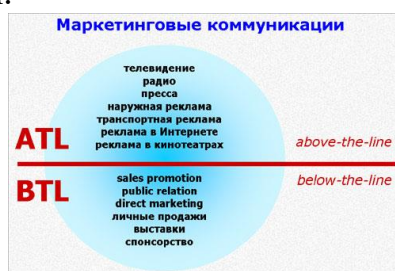 Маркетинговые коммуникации
телевидение
радио
пресса
наружная реклама
транспортная реклама
реклама в Интернете
реклама в кинотеатрах
ATL
above-the-line
BTL
below-the-line
sales promotion
public relation
direct marketing
личные продажи
выставки
спонсорство